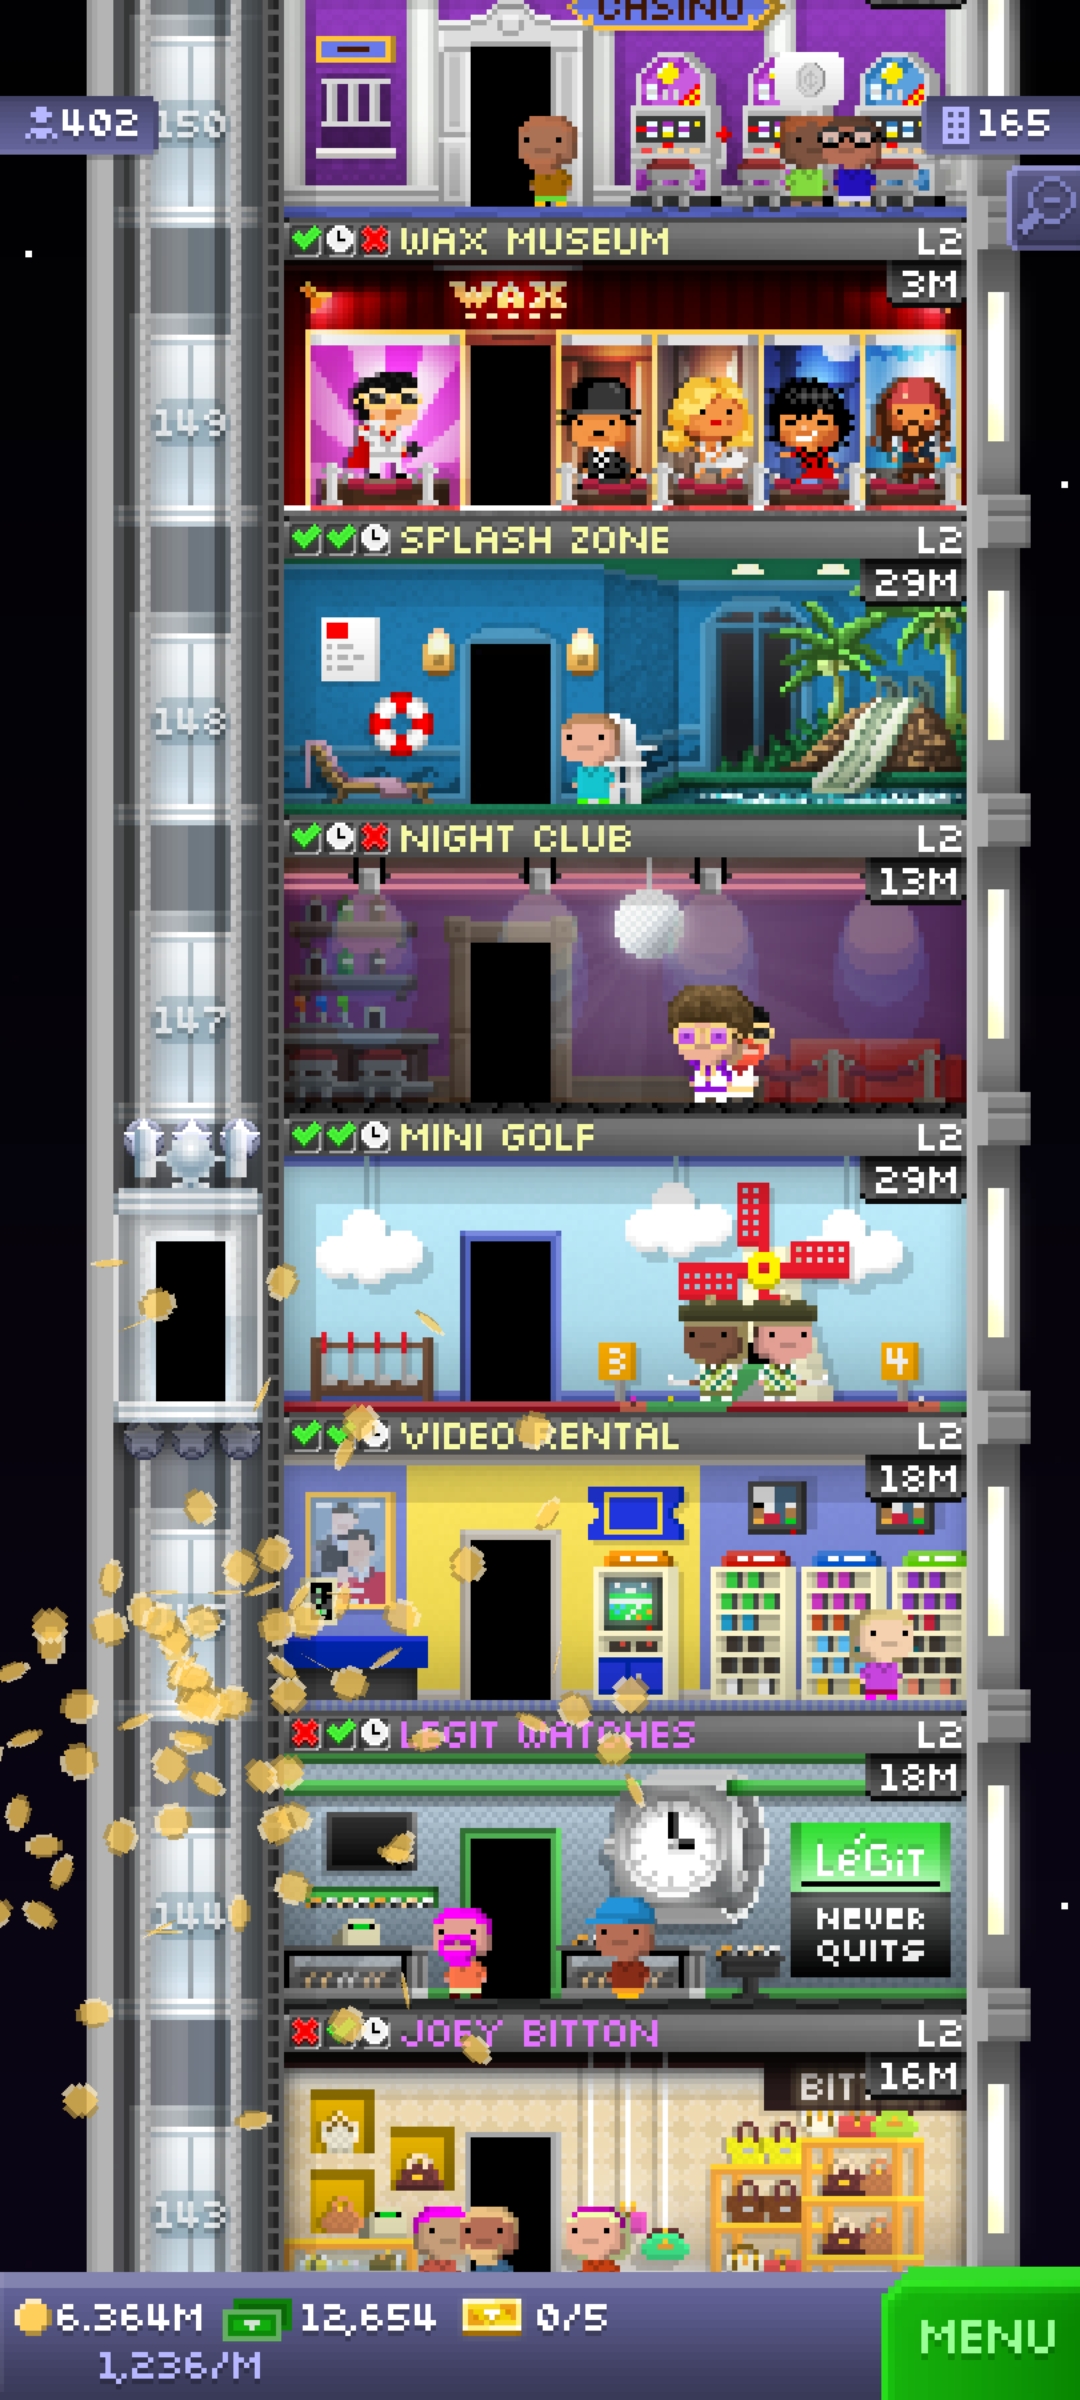 CASINO
402
150
165
WAX MUSEUM
L2
3M
WAX
149
SPLASH ZONE
L2
29M
148
NIGHT CLUB
L2
13M
147
MINI GOLF
L2
29M
3
4
VIDEO RENTAL
L2
18M
LEGIT WATCHES
L2
18M
LéGiT
NEVER
QUITS
144
JOEY BITTON
L2
16M
BIT
143
6.364M
12,654
0/5
1,236/M
MENU